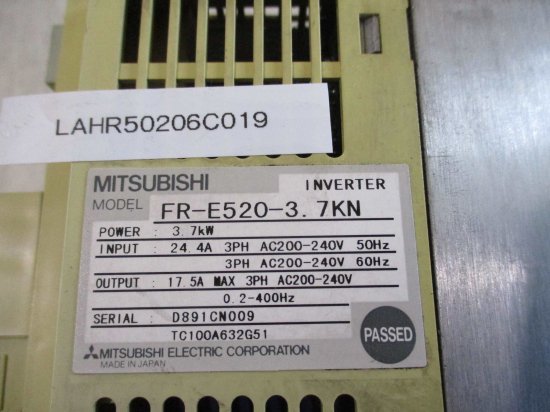 LAHR50206C019
MITSUBISHI INVERTER
MODEL FR-E520-3.7KN
POWER : 3.7kW
INPUT : 24.4A 3PH AC200-240V 50Hz
3PH AC200-240V 60Hz
OUTPUT : 17.5A MAX 3PH AC200-240V
0.2-400Hz
SERIAL : D891CN009
TC100A632G51
PASSED
MITSUBISHI ELECTRIC CORPORATION
MADE IN JAPAN